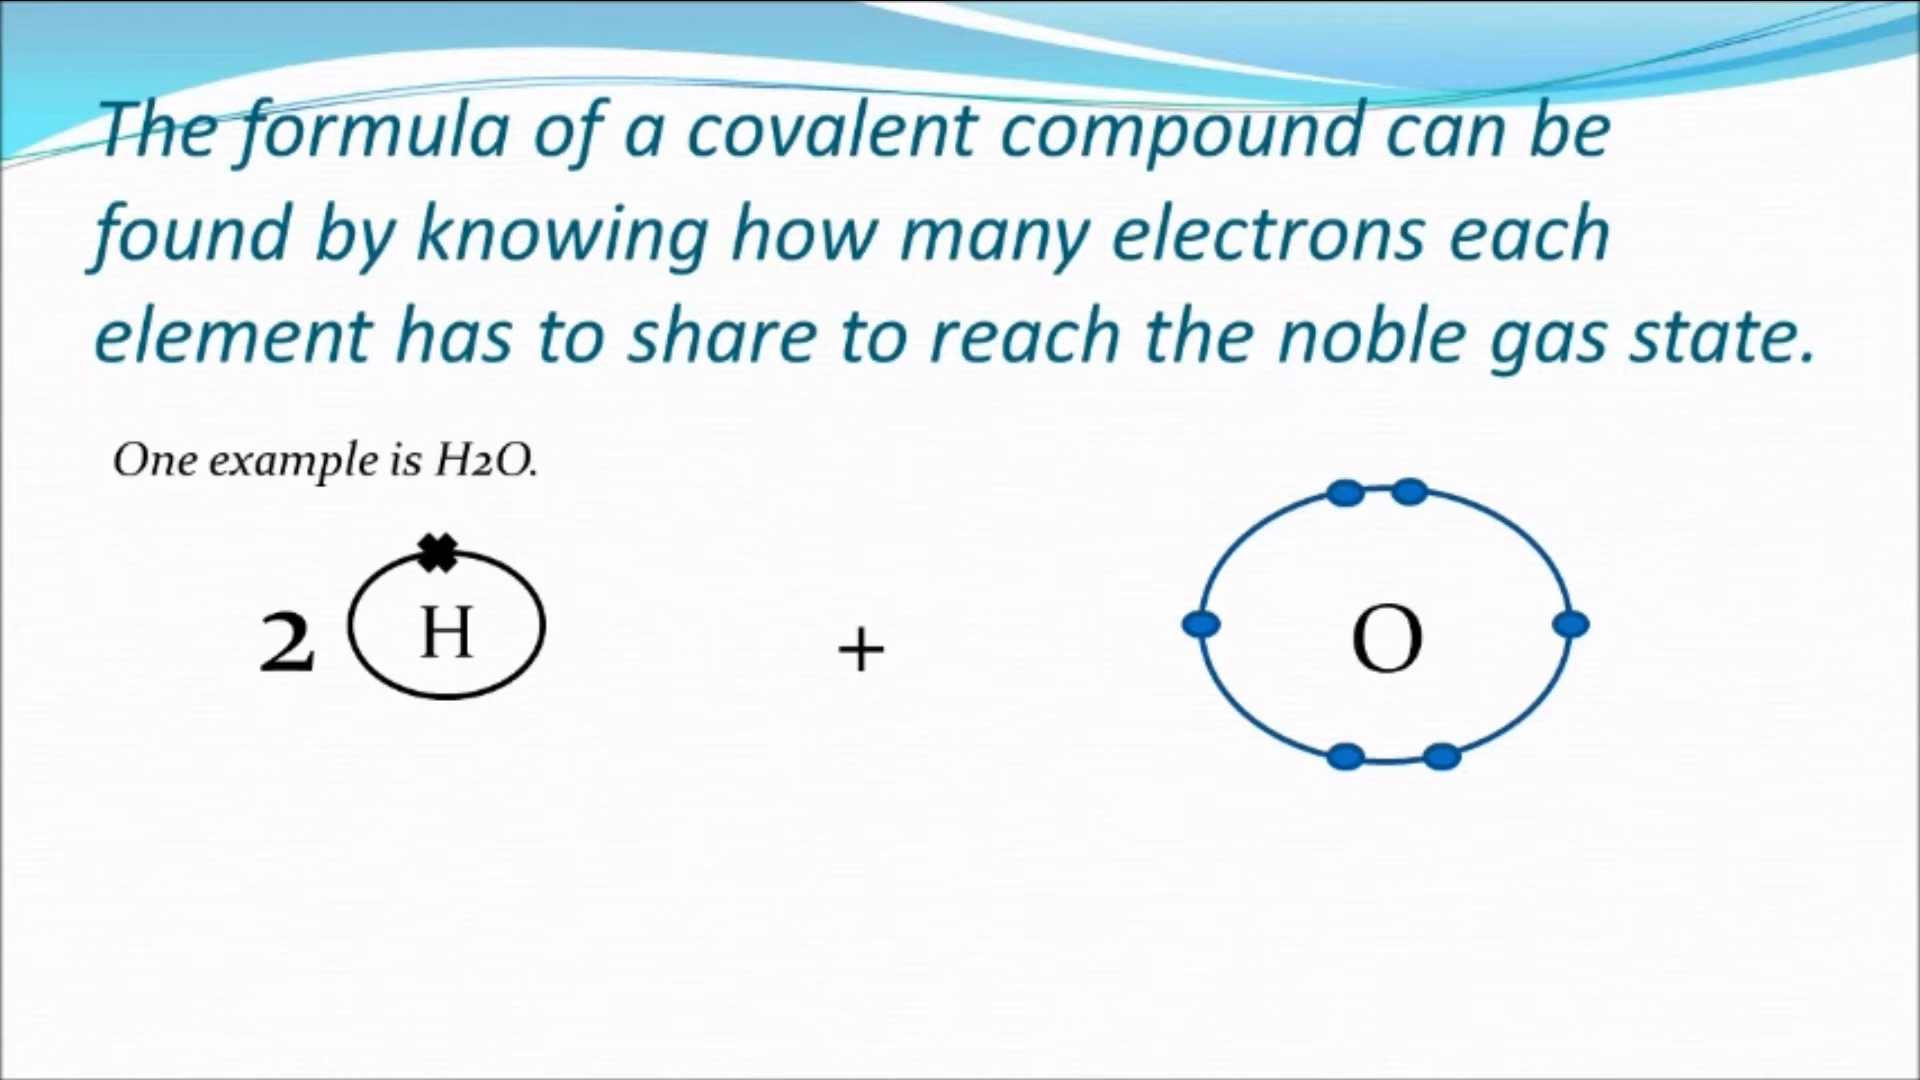 The formula of a covalent compound can be
found by knowing how many electrons each
element has to share to reach the noble gas state.
One example is H2O.
2 H + O